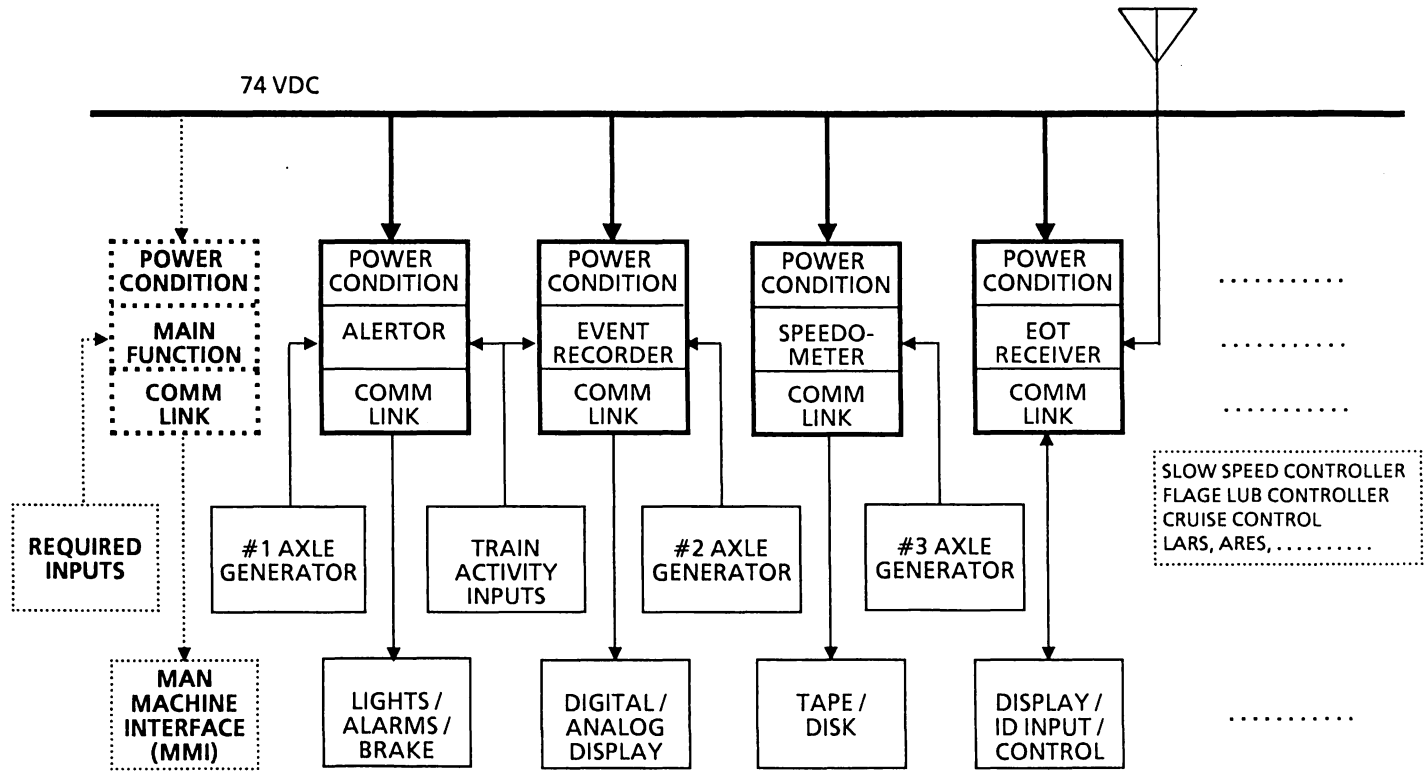 74 VDC
POWER
CONDITION
MAIN
FUNCTION
COMM
LINK
POWER
CONDITION
ALERTOR
COMM
LINK
POWER
CONDITION
EVENT
RECORDER
COMM
LINK
POWER
CONDITION
SPEEDO-
METER
COMM
LINK
POWER
CONDITION
EOT
RECEIVER
COMM
LINK
. . . . . . . . . . .
. . . . . . . . . . .
. . . . . . . . . . .
SLOW SPEED CONTROLLER
FLAGE LUB CONTROLLER
CRUISE CONTROL
LARS, ARES, . . . . . . . . . .
REQUIRED
INPUTS
#1 AXLE
GENERATOR
TRAIN
ACTIVITY
INPUTS
#2 AXLE
GENERATOR
#3 AXLE
GENERATOR
MAN
MACHINE
INTERFACE
(MMI)
LIGHTS /
ALARMS /
BRAKE
DIGITAL /
ANALOG
DISPLAY
TAPE /
DISK
DISPLAY /
ID INPUT /
CONTROL
. . . . . . . . . . .